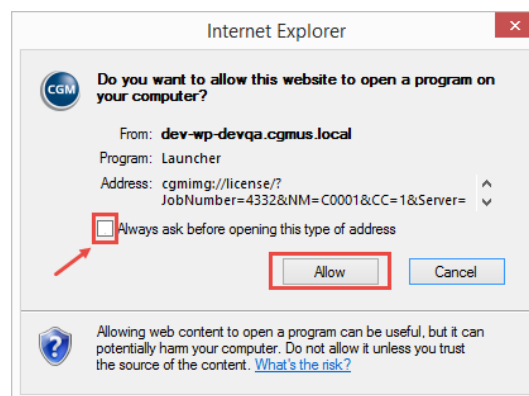 Internet Explorer
CGM
Do you want to allow this website to open a program on
your computer?
From: dev-wp-devqa.cgmus.local
Program: Launcher
Address: cgmimg://license/?
JobNumber=4332&NM=C0001&CC=1&Server=
Always ask before opening this type of address
Allow Cancel
Allowing web content to open a program can be useful, but it can
potentially harm your computer. Do not allow it unless you trust
the source of the content. What's the risk?